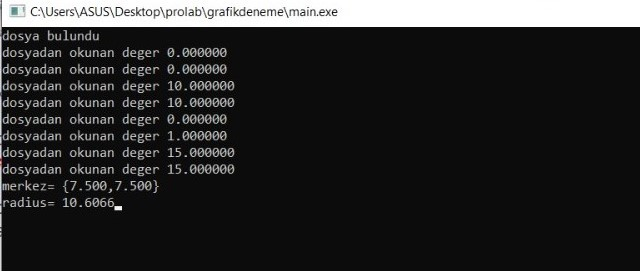 C:\Users\ASUS\Desktop\prolab\grafikdeneme\main.exe
dosya bulundu
dosyadan okunan deger 0.000000
dosyadan okunan deger 0.000000
dosyadan okunan deger 10.000000
dosyadan okunan deger 10.000000
dosyadan okunan deger 0.000000
dosyadan okunan deger 1.000000
dosyadan okunan deger 15.000000
dosyadan okunan deger 15.000000
merkez= {7.500,7.500}
radius= 10.6066